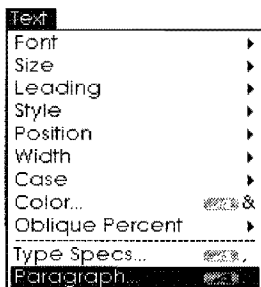 Text
Font
Size
Leading
Style
Position
Width
Case
Color... &
Oblique Percent
Type Specs... ,
Paragraph...